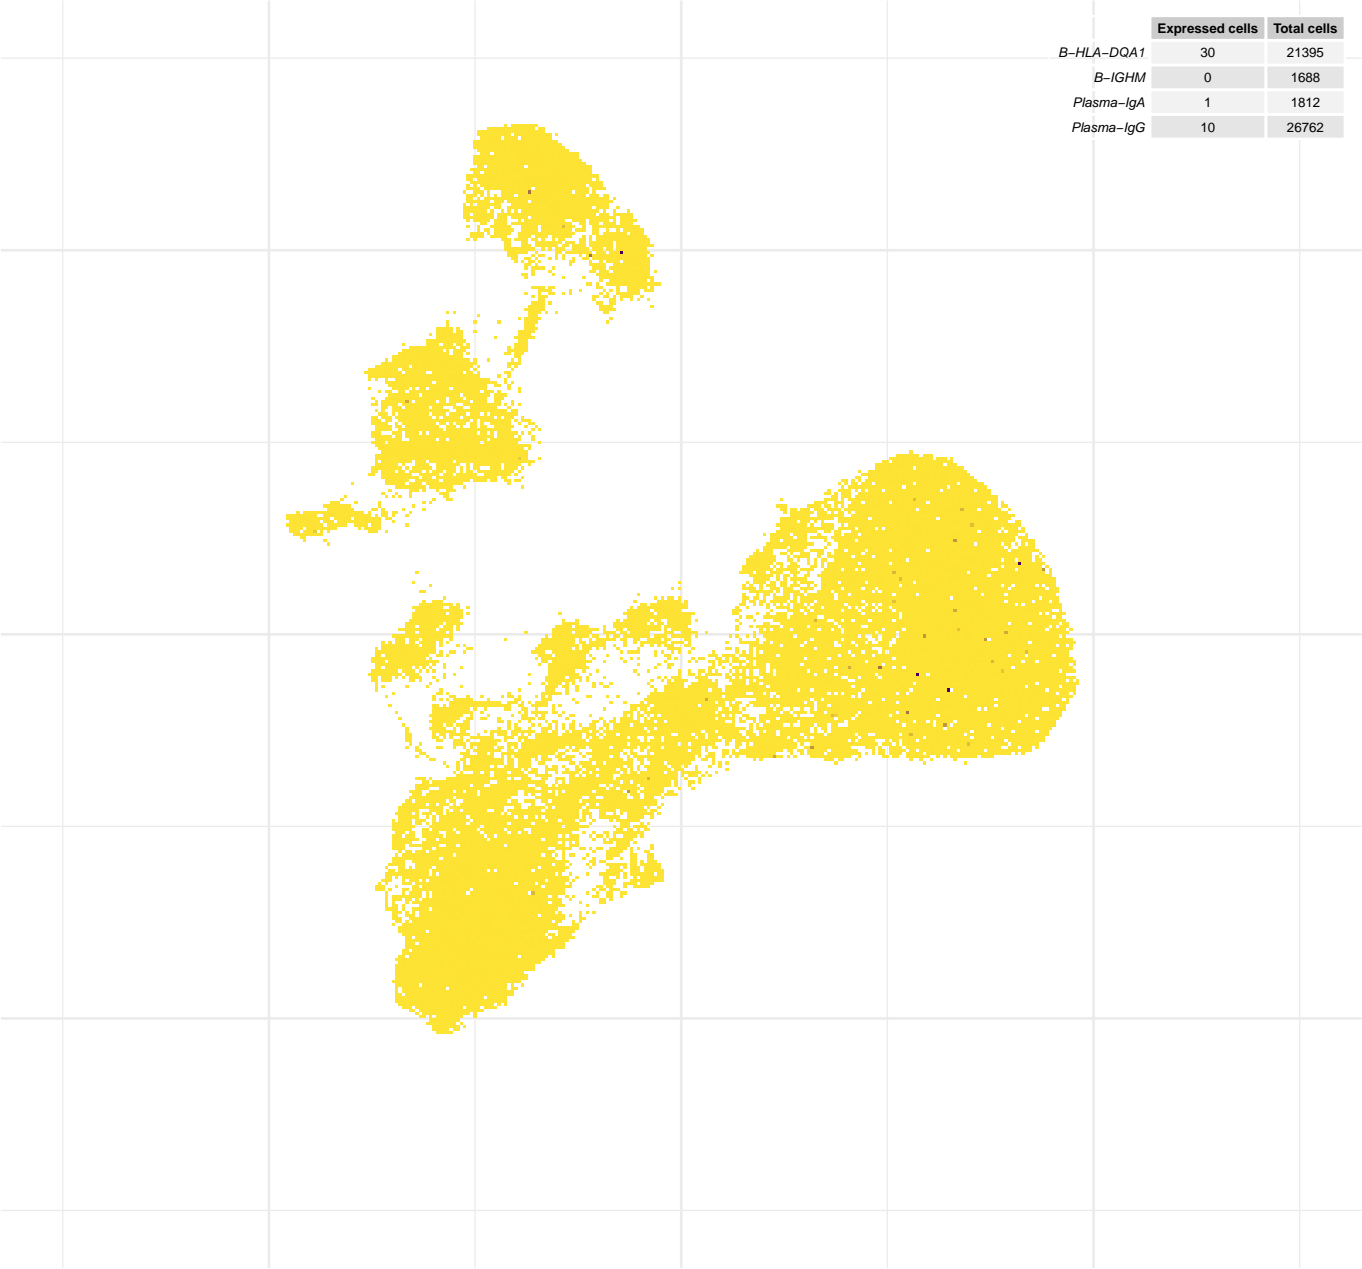 Expressed cells Total cells
B−HLA−DQA1 30 21395
B−IGHM 0 1688
Plasma−IgA 1 1812
Plasma−IgG 10 26762